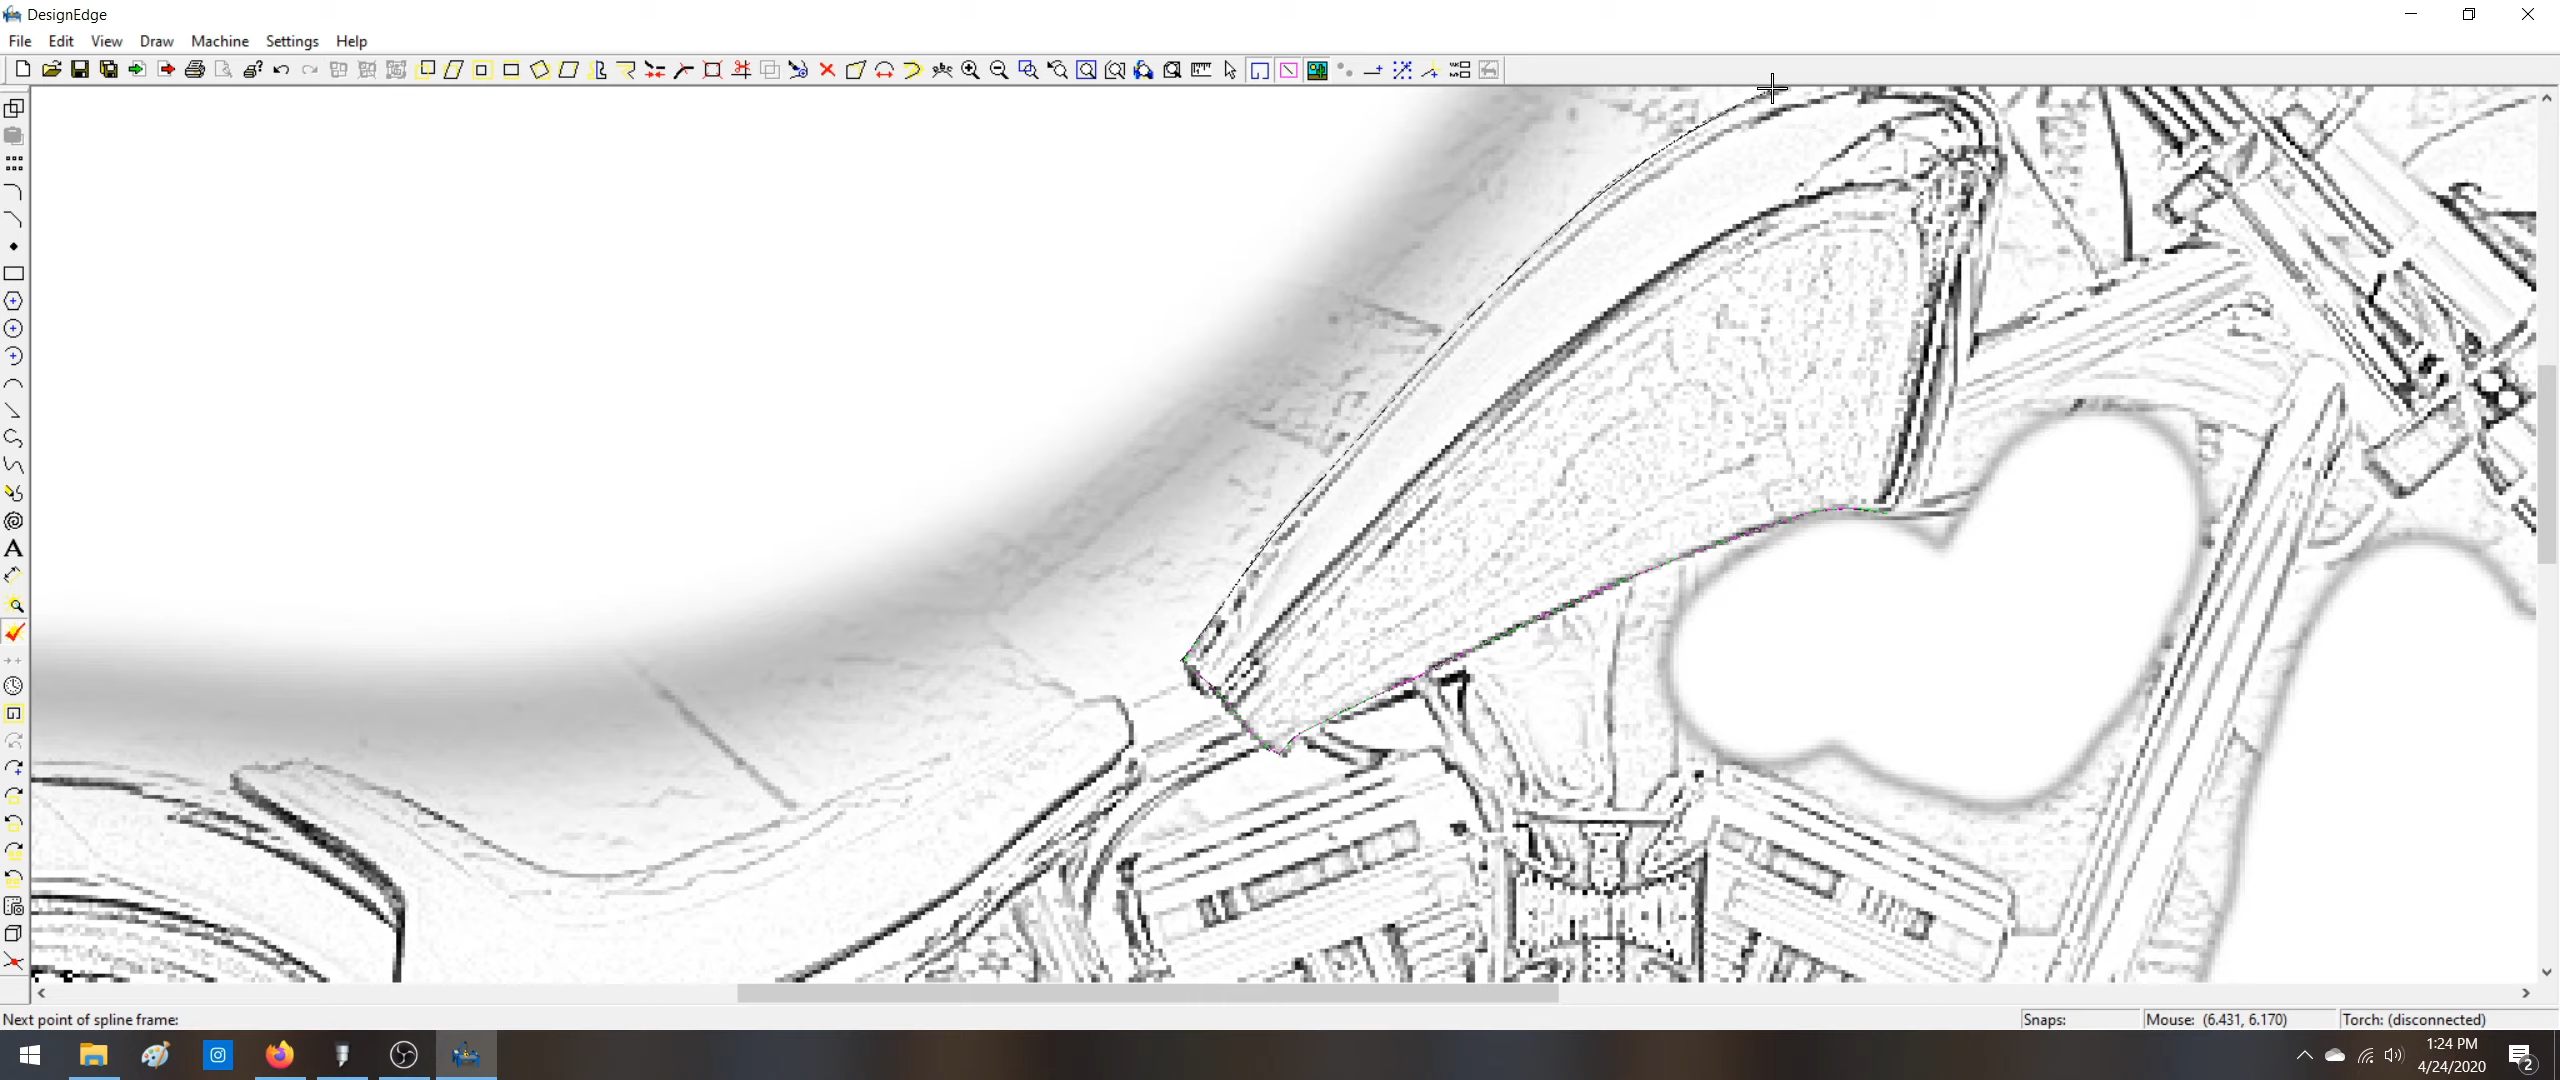 DesignEdge
File Edit View Draw Machine Settings Help
Next point of spline frame:
Snaps:
Mouse: (6.431, 6.170)
Torch: (disconnected)
1:24 PM
4/24/2020
2